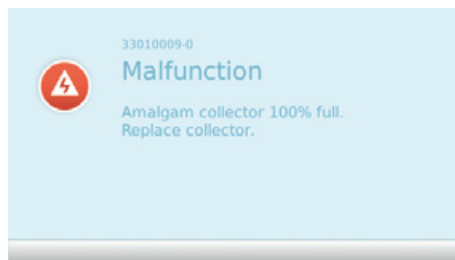 33010009-0
Malfunction
Amalgam collector 100% full.
Replace collector.